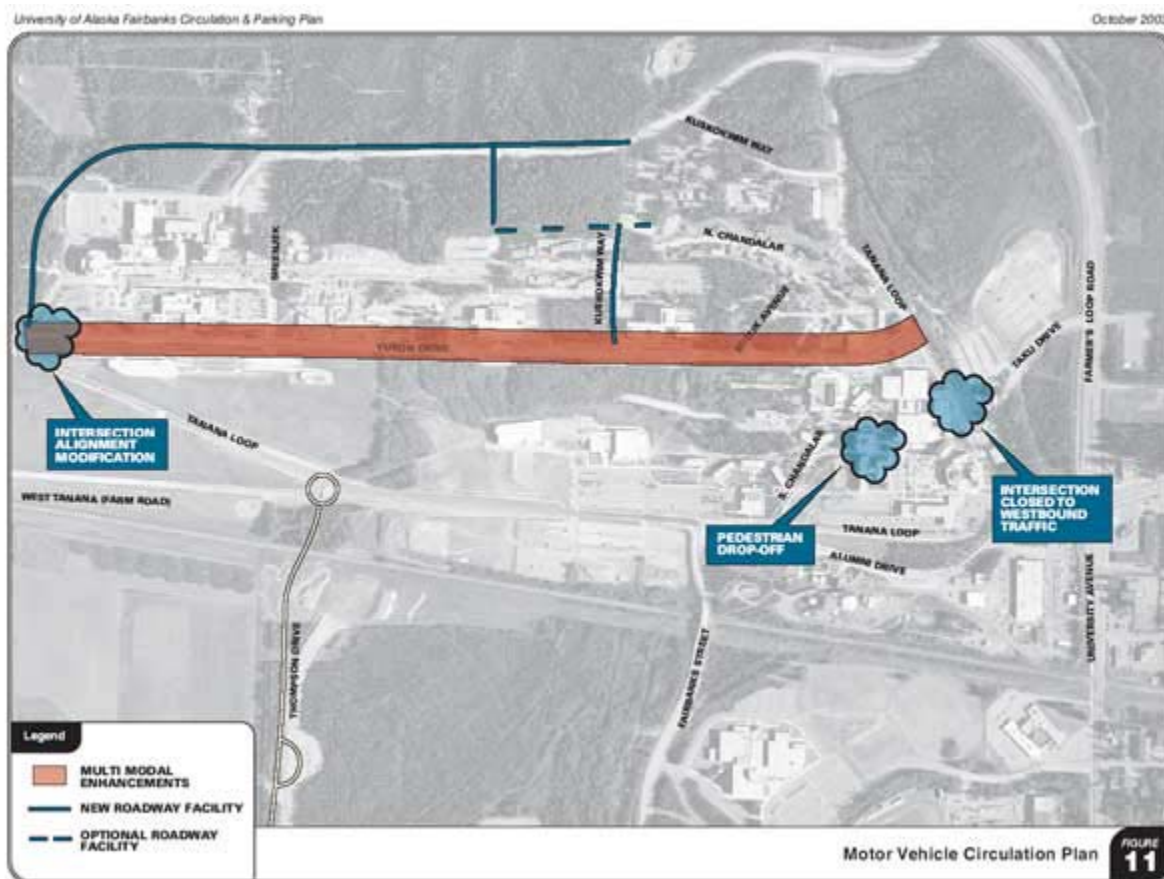 University of Alaska Fairbanks Circulation & Parking Plan
October 2002
KUSKOKWIM WAY
N. CHANDALAR
TANANA LOOP
SHEENJEK
KUSKOKWIM WAY
FARMER'S LOOP ROAD
TAKU DRIVE
YUKON DRIVE
AVENUE
INTERSECTION
ALIGNMENT
MODIFICATION
TANANA LOOP
S. CHANDALAR
WEST TANANA (FARM ROAD)
INTERSECTION
CLOSED TO
WESTBOUND
TRAFFIC
PEDESTRIAN
DROP-OFF
TANANA LOOP
ALUMNI DRIVE
UNIVERSITY AVENUE
THOMPSON DRIVE
FAIRBANKS STREET
Legend
MULTI MODAL
ENHANCEMENTS
NEW ROADWAY FACILITY
OPTIONAL ROADWAY
FACILITY
Motor Vehicle Circulation Plan
FIGURE
11